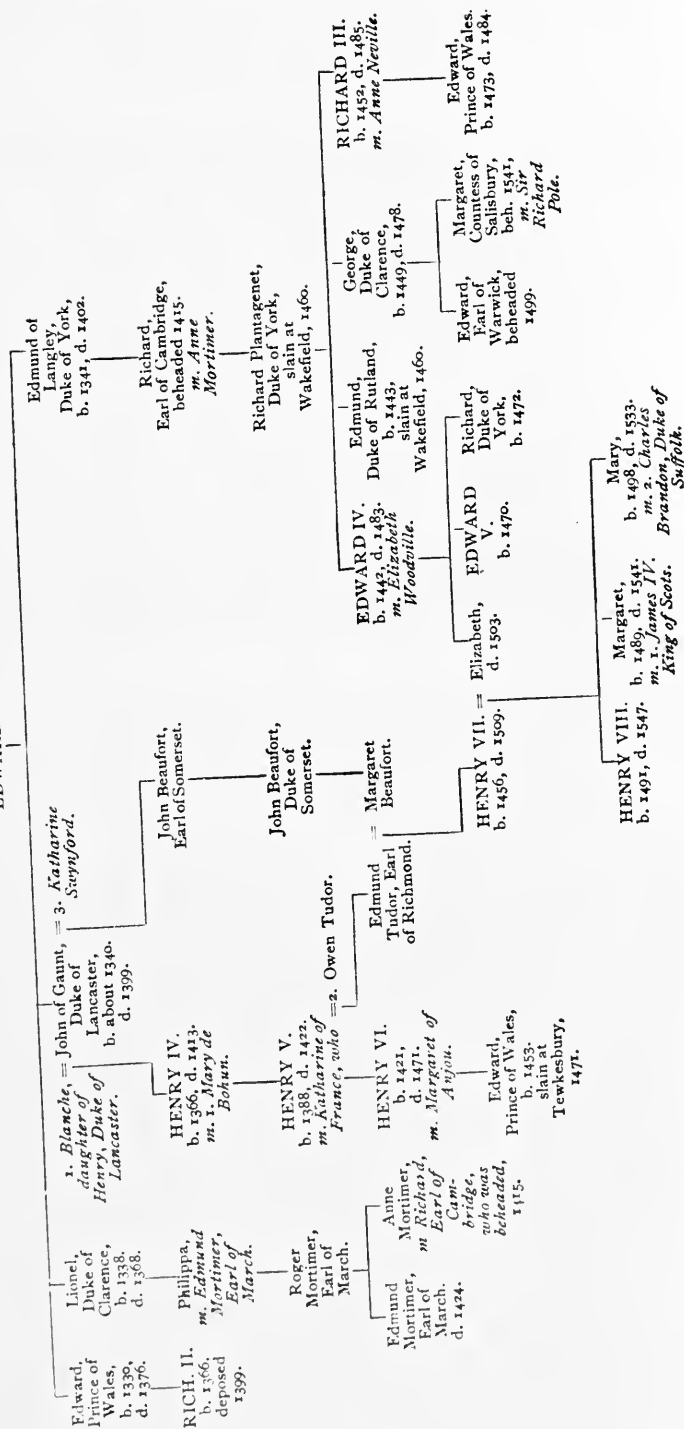 Edward,
Prince of Wales,
b. 1330,
d. 1376.
RICH. II.
b. 1366.
deposed
1399.
Lionel,
Duke of
Clarence,
b. 1338.
d. 1368.
Philippa,
m. Edmund
Mortimer,
Earl of
March.
Roger
Mortimer,
Earl of
March.
Edmund
Mortimer,
Earl of
March.
d. 1424.
Anne
Mortimer,
m Richard,
Earl of
Cam-
bridge,
who was
beheaded,
1415.
1. Blanche,
daughter of
Henry, Duke of
Lancaster.
= John of Gaunt,
Duke of
Lancaster,
b. about 1340.
d. 1399.
= 3. Katharine
Swynford.
HENRY IV.
b. 1366, d. 1413.
m. 1. Mary de
Bohun.
HENRY V.
b. 1388, d. 1422.
m. Katharine of
France, who
=2. Owen Tudor.
HENRY VI.
b. 1421,
d. 1471.
m. Margaret of
Anjou.
Edward,
Prince of Wales,
b. 1453.
slain at
Tewkesbury,
1471.
John Beaufort,
Earl of Somerset.
John Beaufort,
Duke of
Somerset.
Edmund
Tudor, Earl
of Richmond.
= Margaret
Beaufort.
HENRY VII.
b. 1456, d. 1509.
= Elizabeth,
d. 1503.
HENRY VIII.
b. 1491, d. 1547.
Margaret,
b. 1489, d. 1541.
m. 1. James IV.
King of Scots.
Mary,
b. 1498, d. 1533.
m. 2. Charles
Brandon, Duke of
Suffolk.
Edmund of
Langley,
Duke of York,
b. 1341, d. 1402.
Richard,
Earl of Cambridge,
beheaded 1415.
m. Anne
Mortimer.
Richard Plantagenet,
Duke of York,
slain at
Wakefield, 1460.
EDWARD IV.
b. 1442, d. 1483.
m. Elizabeth
Woodville.
EDWARD
V.
b. 1470.
Richard,
Duke of
York,
b. 1472.
Edmund,
Duke of Rutland,
b. 1443,
slain at
Wakefield, 1460.
George,
Duke of
Clarence,
b. 1449, d. 1478.
Edward,
Earl of
Warwick,
beheaded
1499.
Margaret,
Countess of
Salisbury,
beh. 1541,
m. Sir
Richard
Pole.
RICHARD III.
b. 1452, d. 1485.
m. Anne Neville.
Edward,
Prince of Wales.
b. 1473, d. 1484.